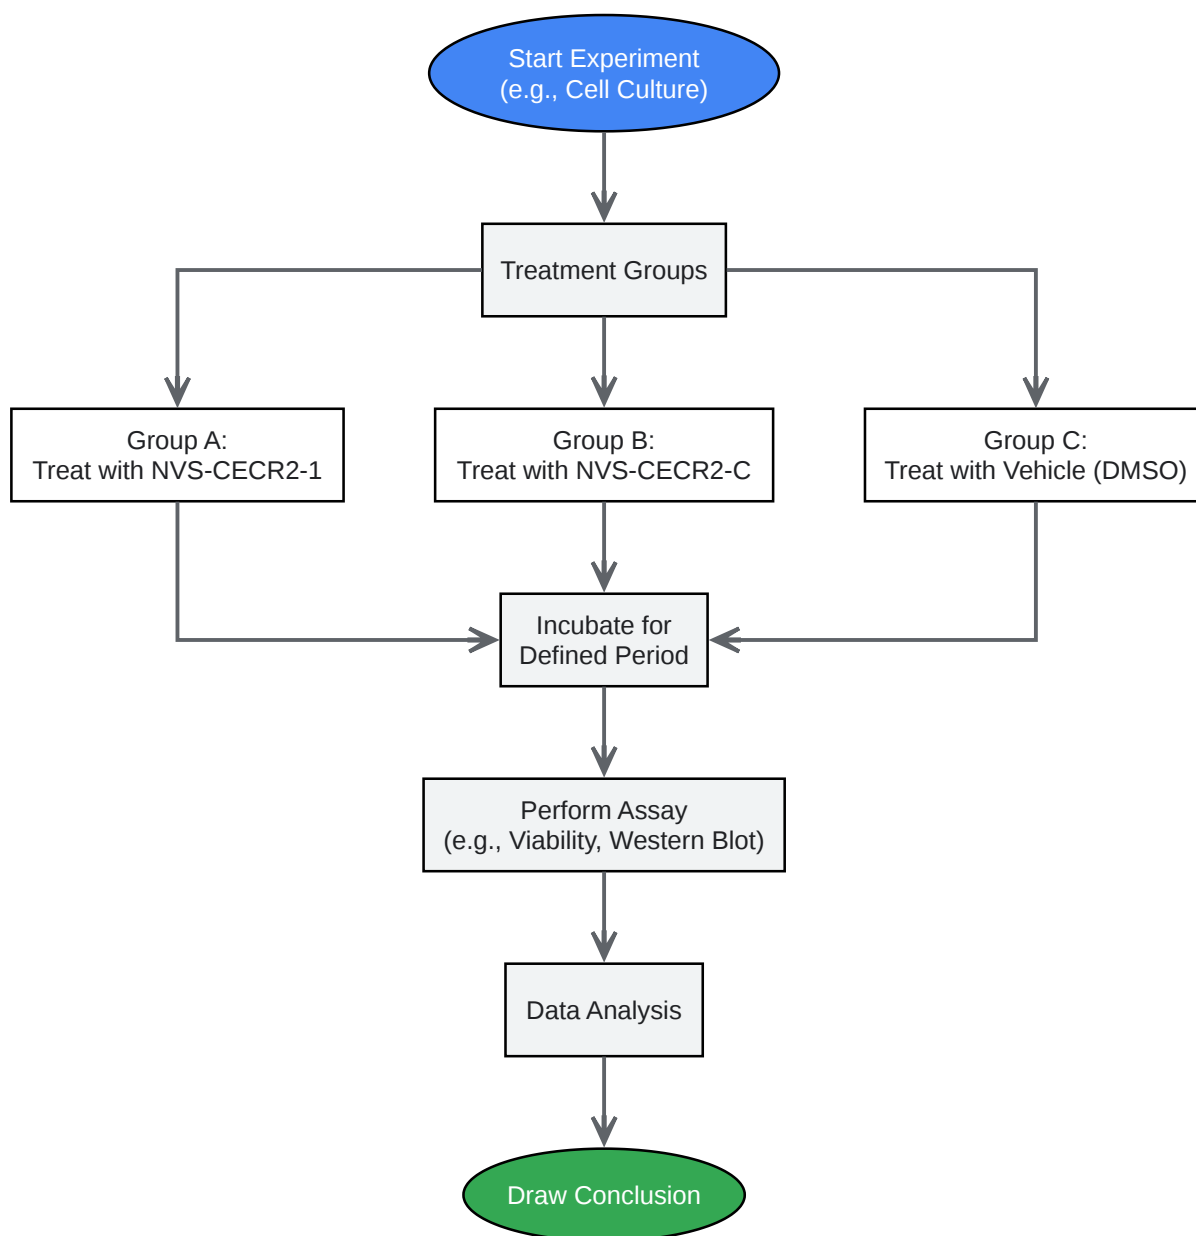 Start Experiment
(e.g., Cell Culture)
Treatment Groups
Group A:
Treat with NVS-CECR2-1
Group B:
Treat with NVS-CECR2-C
Group C:
Treat with Vehicle (DMSO)
Incubate for
Defined Period
Perform Assay
(e.g., Viability, Western Blot)
Data Analysis
Draw Conclusion